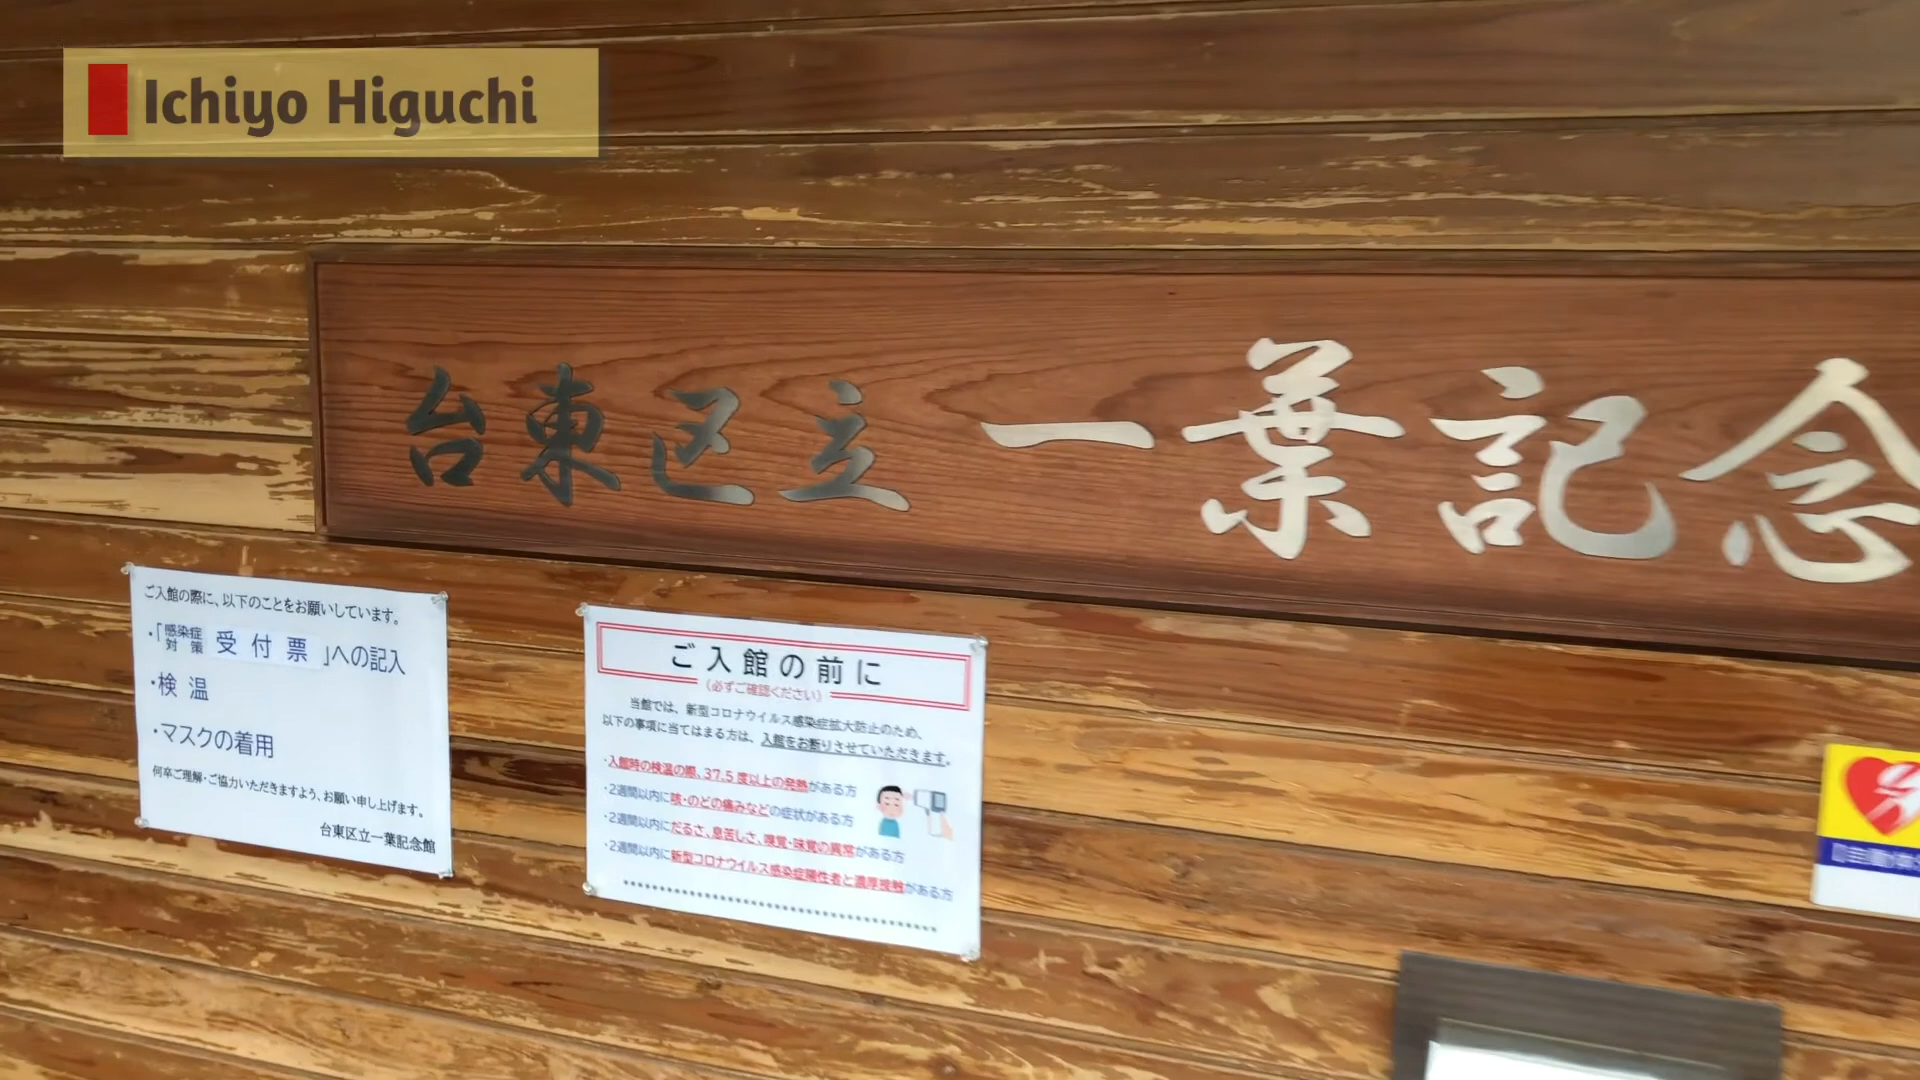 Ichiyo Higuchi
台東区立 一葉記念
ご入館の際に、以下のことをお願いしています。
・「感染症対策 受付票」への記入
・検温
・マスクの着用
何卒ご理解・ご協力いただきますよう、お願い申し上げます。
台東区立一葉記念館
ご入館の前に
(必ずご確認ください)
当館では、新型コロナウイルス感染症拡大防止のため、
以下の事項に当てはまる方は、入館をお断りさせていただきます。
・入館時の検温の際、37.5度以上の発熱がある方
・2週間以内に咳・のどの痛みなどの症状がある方
・2週間以内にだるさ、息苦しさ、嗅覚・味覚の異常がある方
・2週間以内に新型コロナウイルス感染症陽性者と濃厚接触がある方